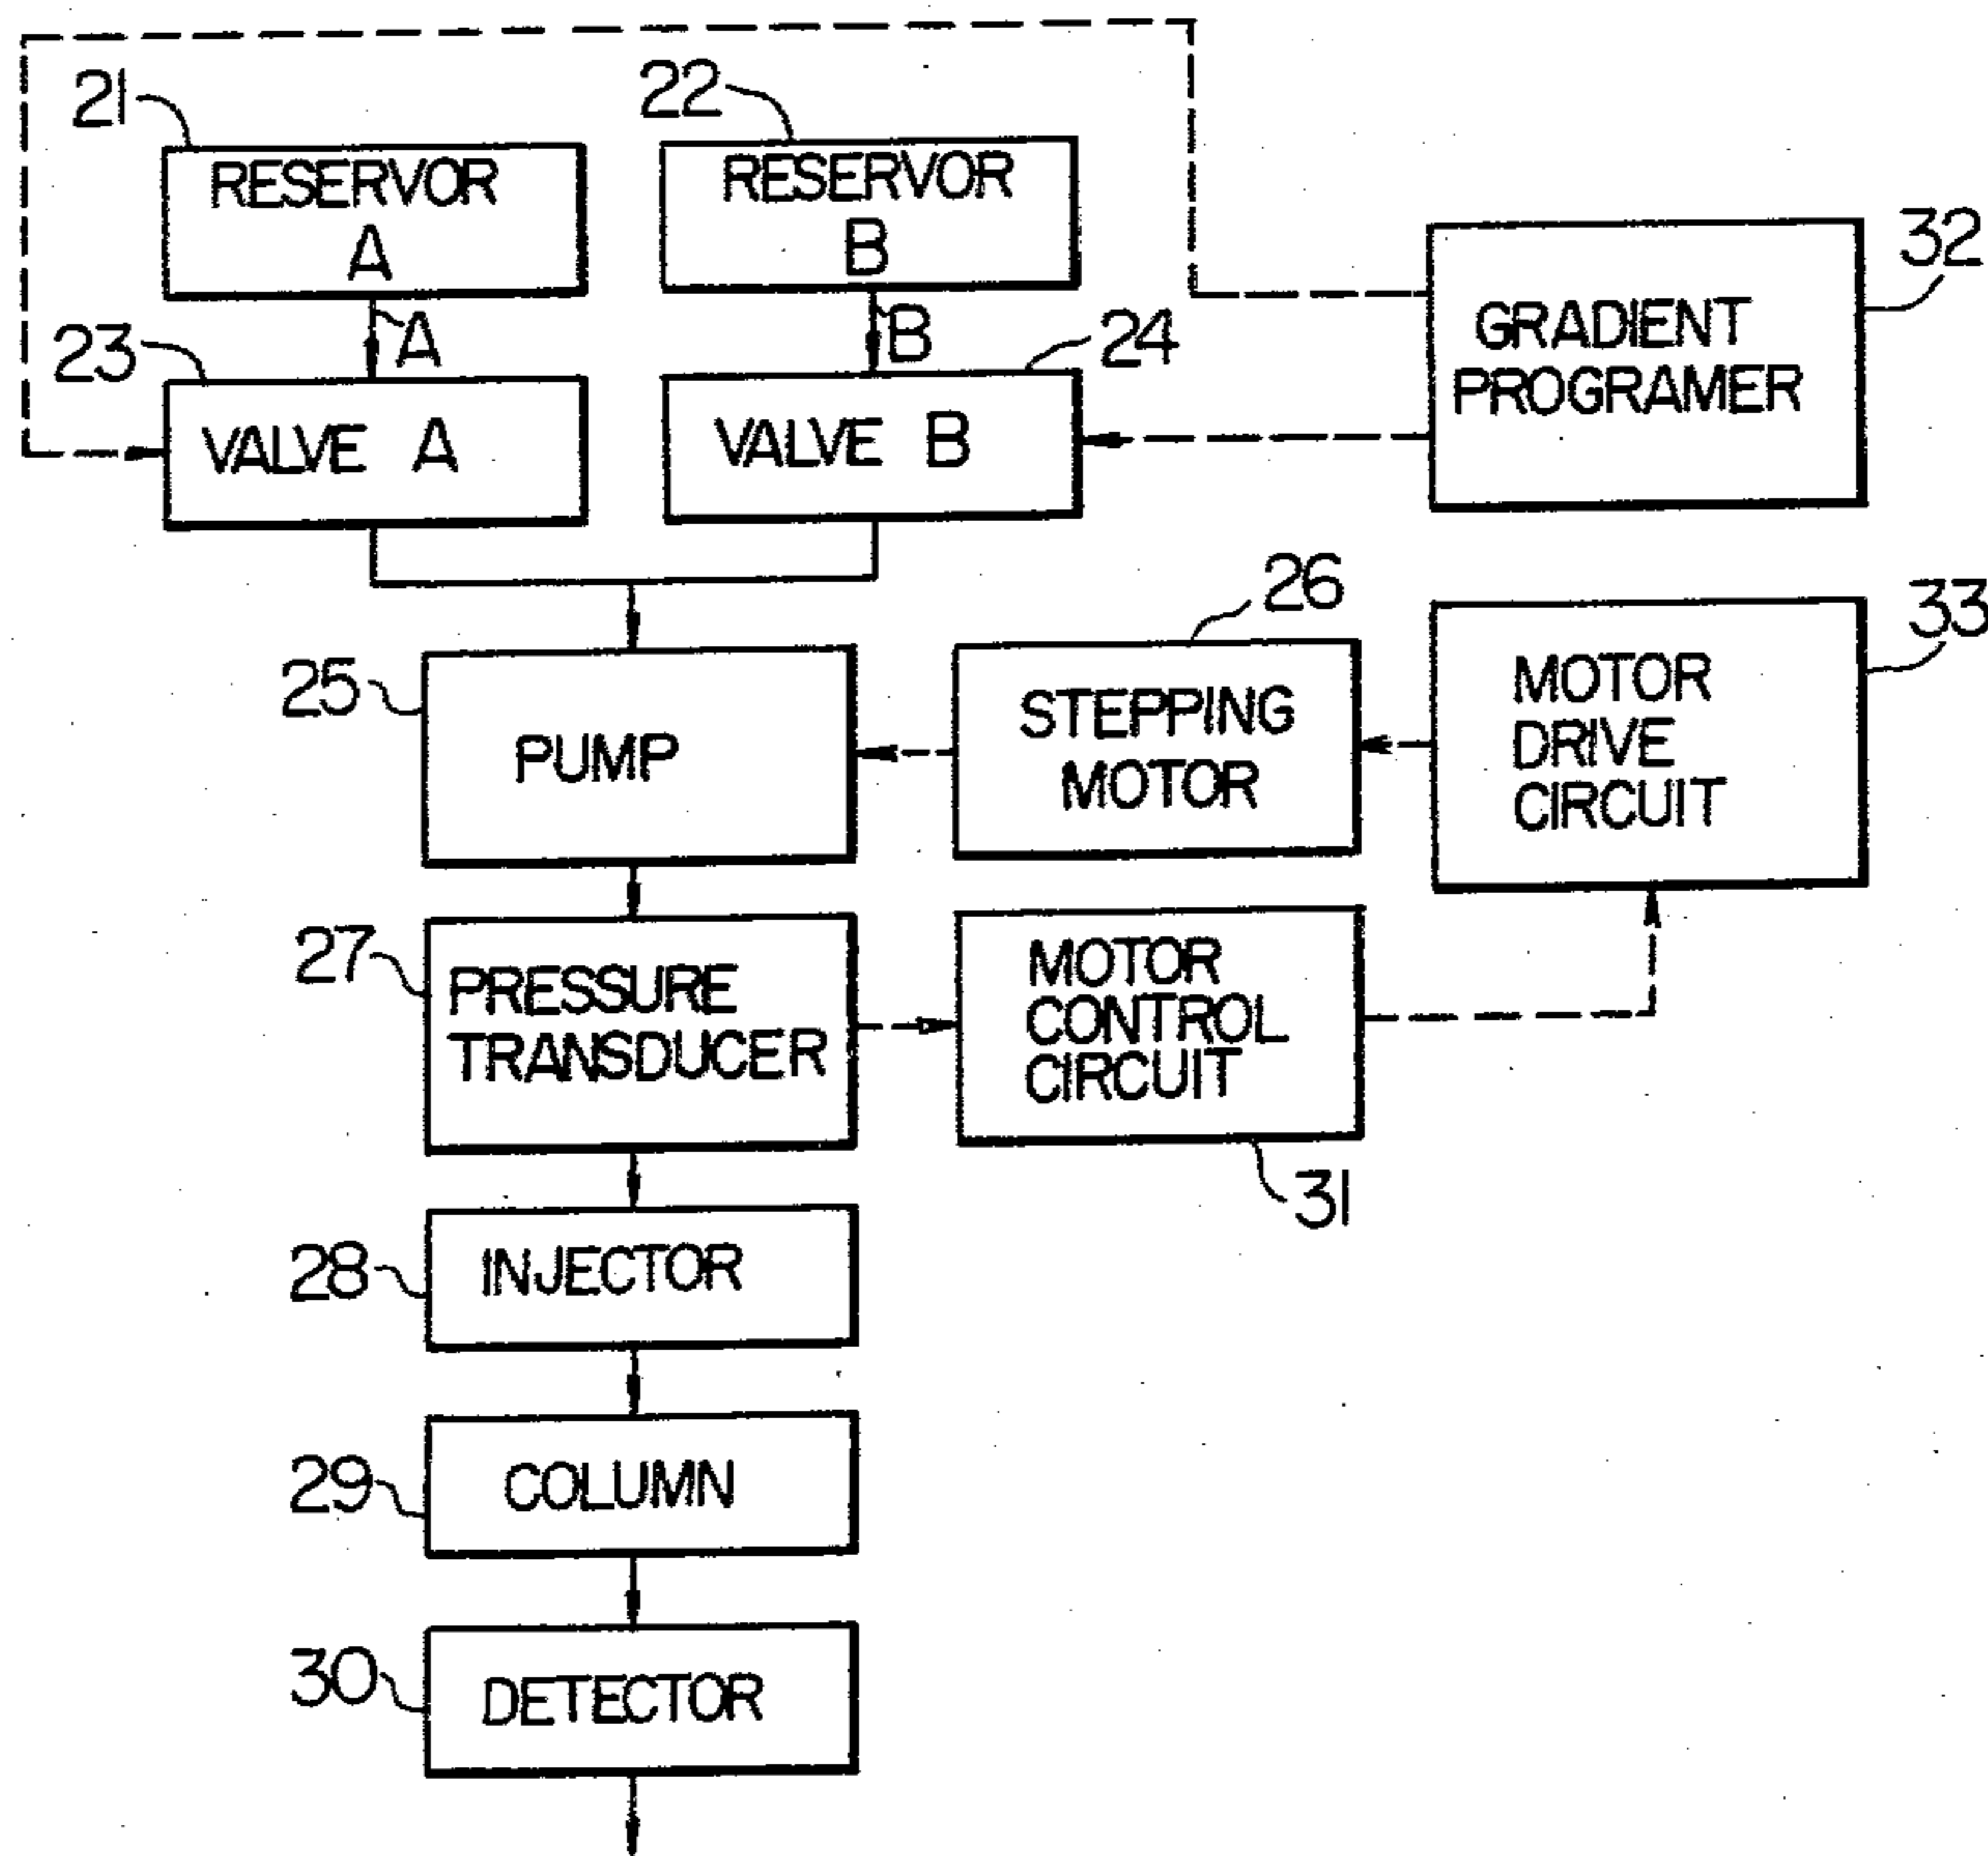 21
22
RESERVOR
A
RESERVOR
B
32
A
B
23
24
GRADIENT
PROGRAMER
VALVE A
VALVE B
26
33
25
PUMP
STEPPING
MOTOR
MOTOR
DRIVE
CIRCUIT
27
PRESSURE
TRANSDUCER
MOTOR
CONTROL
CIRCUIT
31
28
INJECTOR
29
COLUMN
30
DETECTOR